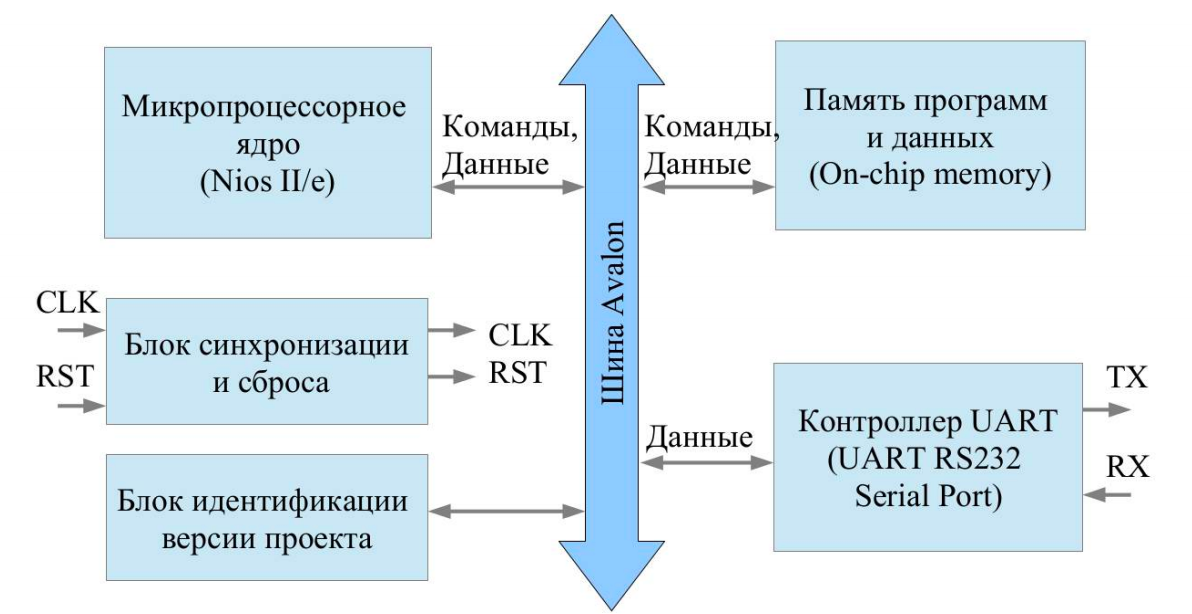 Микропроцессорное
ядро
(Nios II/e)
Команды,
Данные
Команды,
Данные
Память программ
и данных
(On-chip memory)
Шина Avalon
CLK
RST
Блок синхронизации
и сброса
CLK
RST
Данные
Контроллер UART
(UART RS232
Serial Port)
TX
RX
Блок идентификации
версии проекта